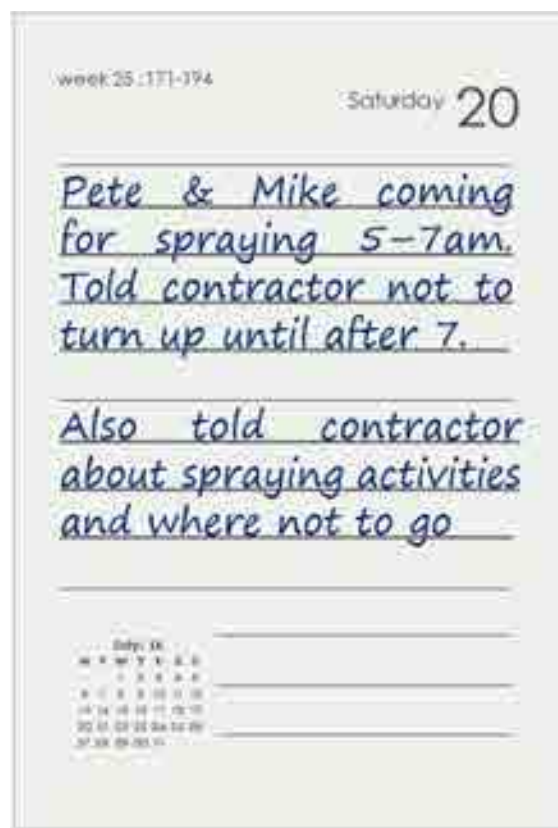 week 25 : 171-194
Saturday 20
Pete & Mike coming
for spraying 5–7am.
Told contractor not to
turn up until after 7.
Also told contractor
about spraying activities
and where not to go